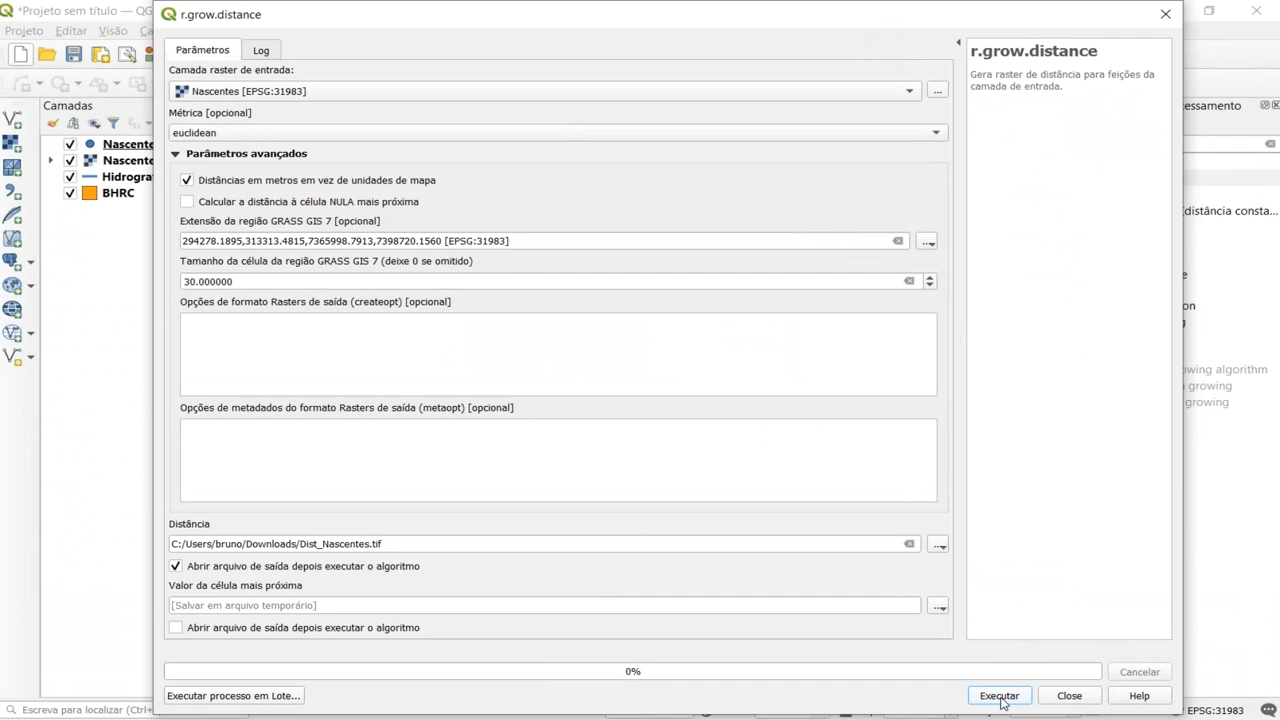 *Projeto sem título — QG
r.grow.distance
Projeto Editar Visão Ca
Parâmetros Log
r.grow.distance
Gera raster de distância para feições da
camada de entrada.
Camada raster de entrada:
Nascentes [EPSG:31983]
...
Métrica [opcional]
euclidean
Parâmetros avançados
Distâncias em metros em vez de unidades de mapa
Calcular a distância à célula NULA mais próxima
Extensão da região GRASS GIS 7 [opcional]
294278.1895,313313.4815,7365998.7913,7398720.1560 [EPSG:31983]
...
Tamanho da célula da região GRASS GIS 7 (deixe 0 se omitido)
30.000000
Opções de formato Rasters de saída (createopt) [opcional]
Opções de metadados do formato Rasters de saída (metaopt) [opcional]
Distância
C:/Users/bruno/Downloads/Dist_Nascentes.tif
...
Abrir arquivo de saída depois executar o algoritmo
Valor da célula mais próxima
[Salvar em arquivo temporário]
...
Abrir arquivo de saída depois executar o algoritmo
0%
Cancelar
Executar processo em Lote...
Executar
Close
Help
Camadas
Nascente
Nascente
Hidrogra
BHRC
essamento
(distância consta...
wing algorithm
growing
growing
Escreva para localizar (Ctrl+
EPSG:31983